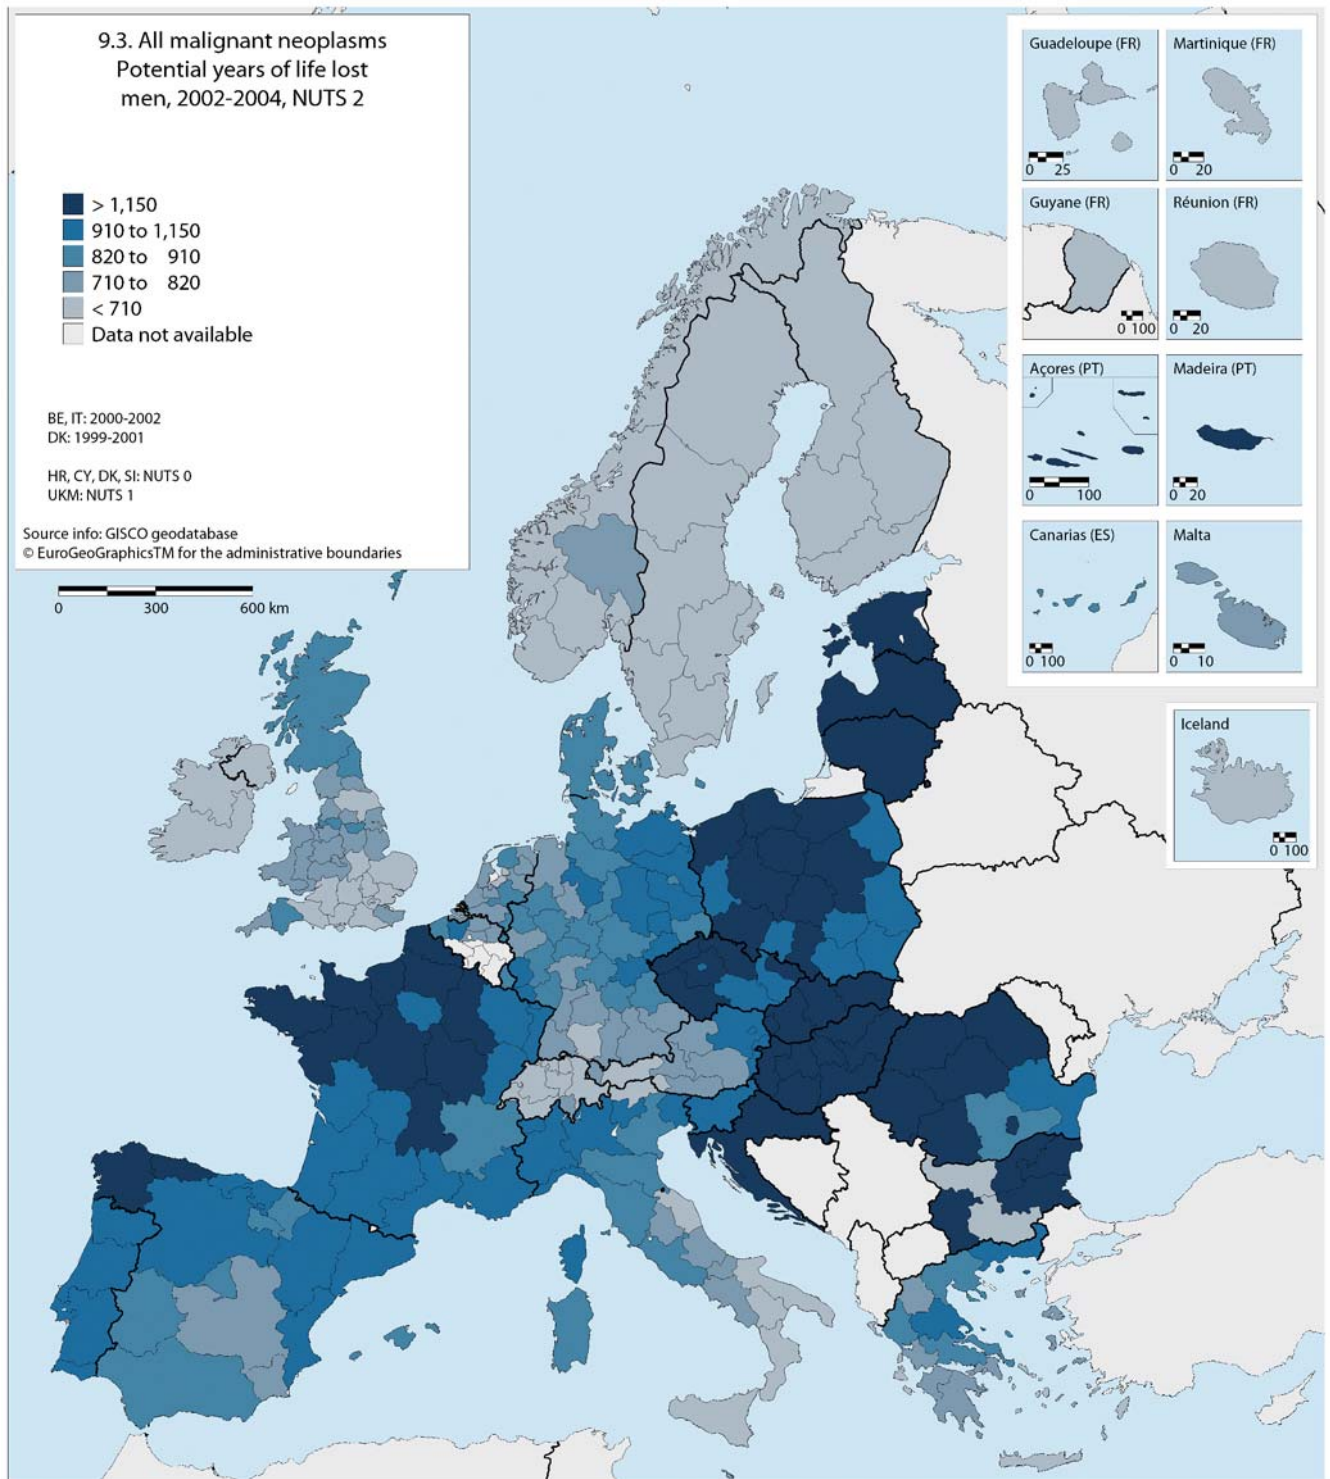 9.3. All malignant neoplasms
Potential years of life lost
men, 2002-2004, NUTS 2
> 1,150
910 to 1,150
820 to 910
710 to 820
< 710
Data not available
BE, IT: 2000-2002
DK: 1999-2001
HR, CY, DK, SI: NUTS 0
UKM: NUTS 1
Source info: GISCO geodatabase
© EuroGeoGraphicsTM for the administrative boundaries
0 300 600 km
Guadeloupe (FR)
0 25
Martinique (FR)
0 20
Guyane (FR)
0 100
Réunion (FR)
0 20
Açores (PT)
0 100
Madeira (PT)
0 20
Canarias (ES)
0 100
Malta
0 10
Iceland
0 100